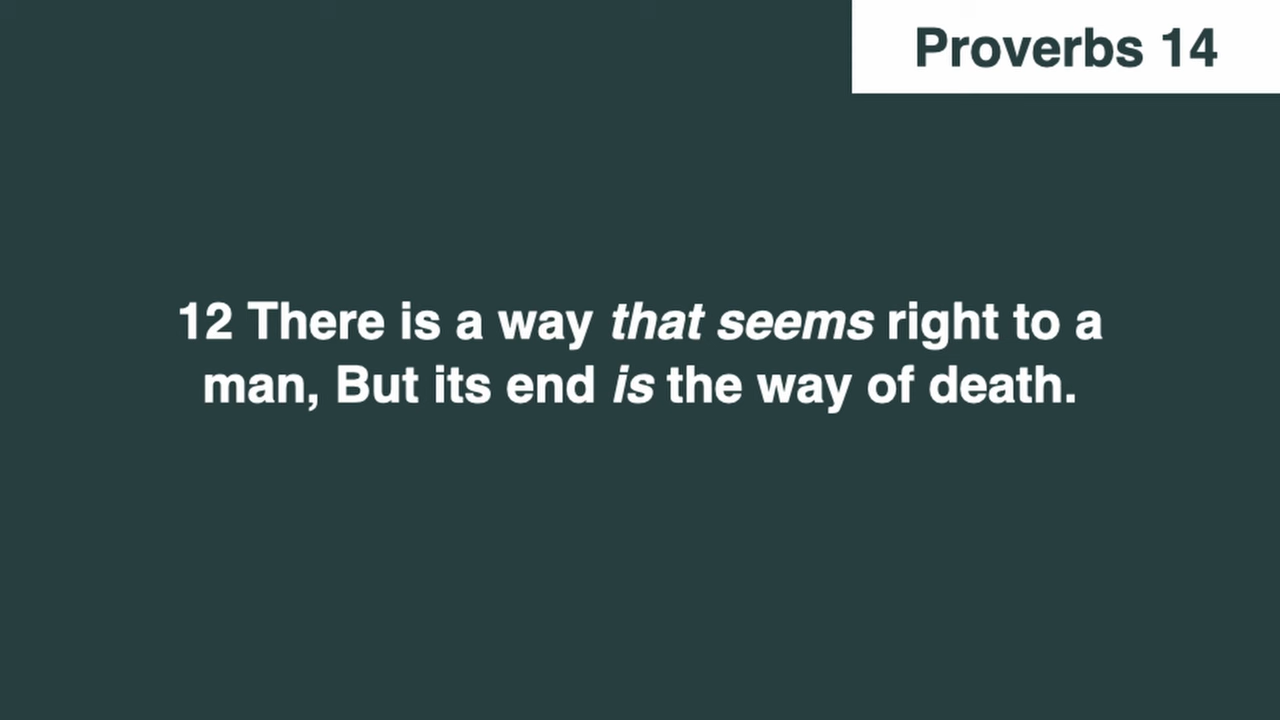 Proverbs 14
12 There is a way that seems right to a
man, But its end is the way of death.